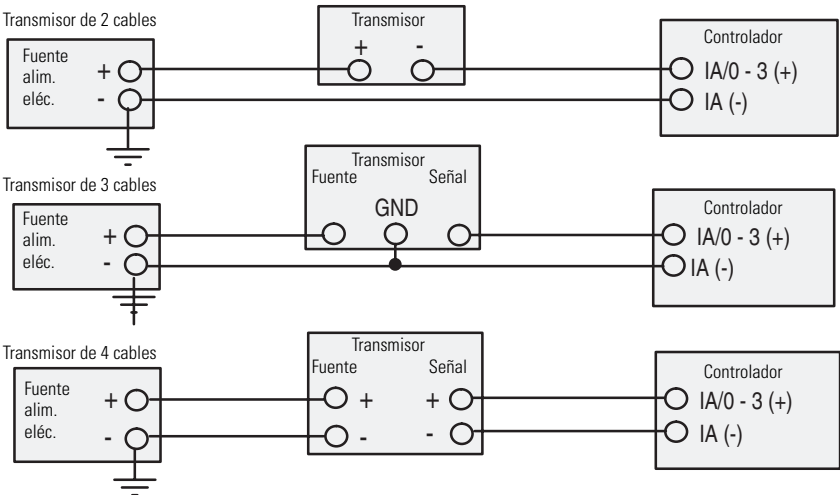 Transmisor de 2 cables
Fuente
alim.
eléc.
+
-
Transmisor
+ -
Controlador
IA/0 - 3 (+)
IA (-)
Transmisor de 3 cables
Fuente
alim.
eléc.
+
-
Transmisor
Fuente Señal
GND
Controlador
IA/0 - 3 (+)
IA (-)
Transmisor de 4 cables
Fuente
alim.
eléc.
+
-
Transmisor
Fuente Señal
+ +
- -
Controlador
IA/0 - 3 (+)
IA (-)